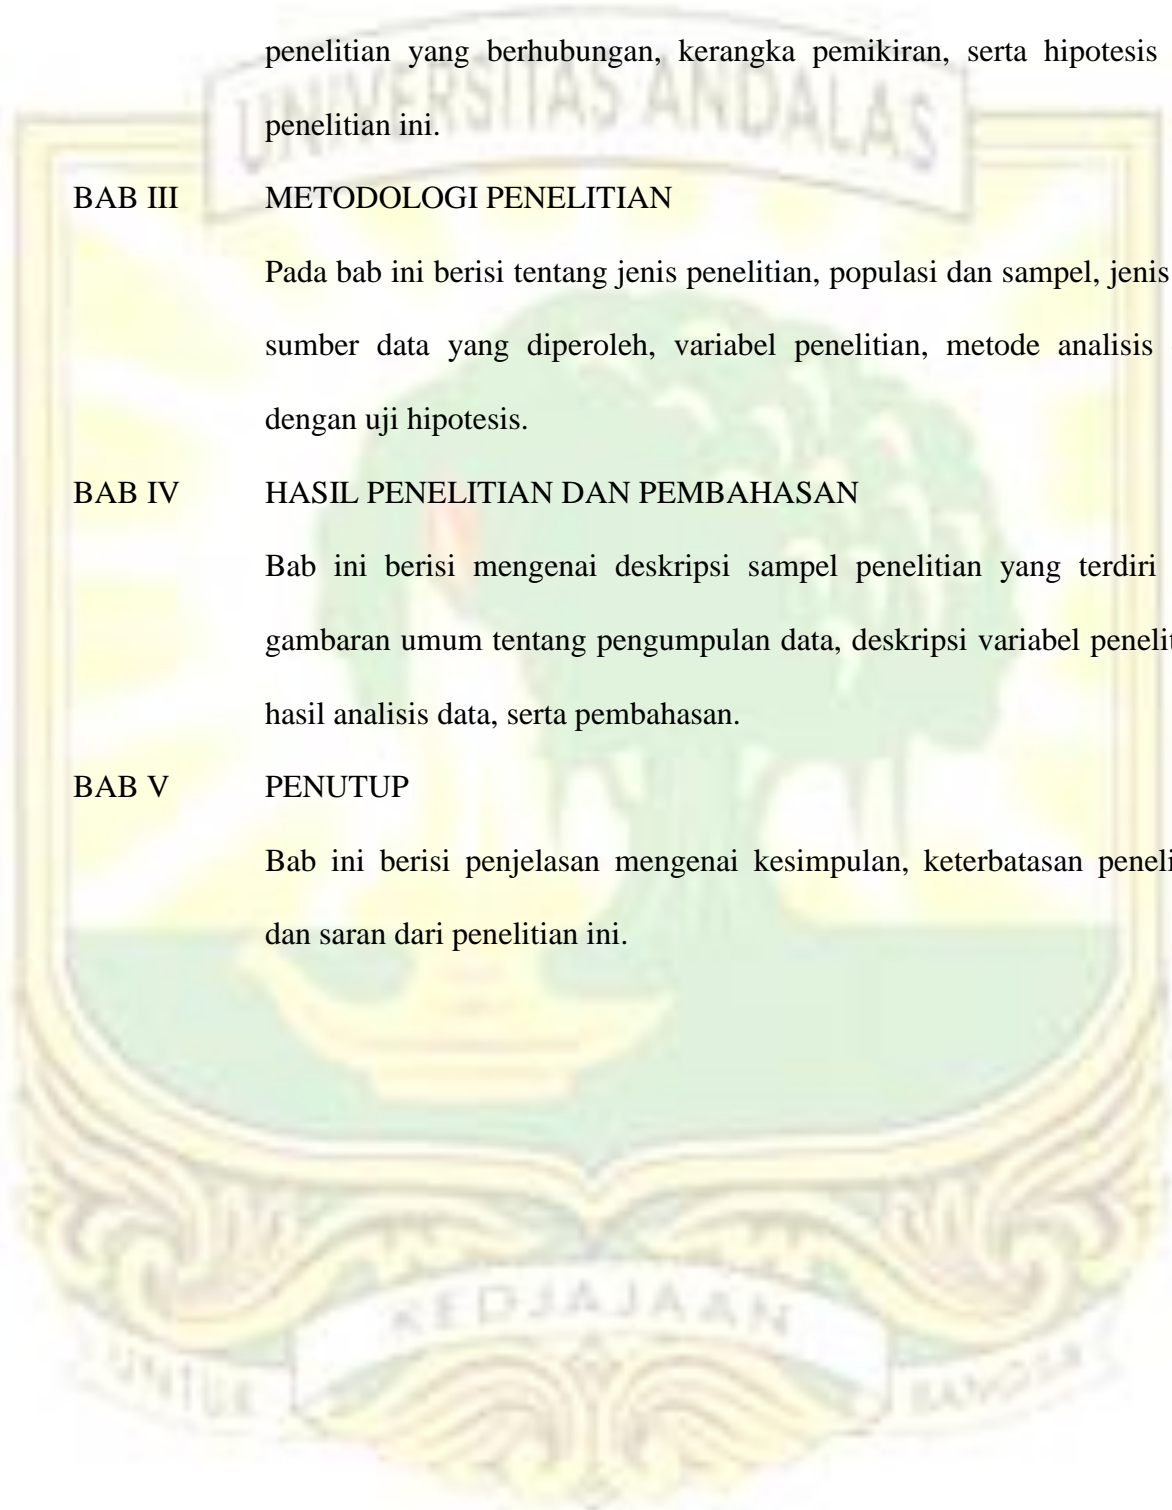 penelitian yang berhubungan, kerangka pemikiran, serta hipotesis
penelitian ini.
UNIVERSITAS ANDALAS
BAB III METODOLOGI PENELITIAN
Pada bab ini berisi tentang jenis penelitian, populasi dan sampel, jenis
sumber data yang diperoleh, variabel penelitian, metode analisis
dengan uji hipotesis.
BAB IV HASIL PENELITIAN DAN PEMBAHASAN
Bab ini berisi mengenai deskripsi sampel penelitian yang terdiri
gambaran umum tentang pengumpulan data, deskripsi variabel penelit
hasil analisis data, serta pembahasan.
BAB V PENUTUP
Bab ini berisi penjelasan mengenai kesimpulan, keterbatasan peneli
dan saran dari penelitian ini.
KEDJAJAAN
UNTUK BANGSA